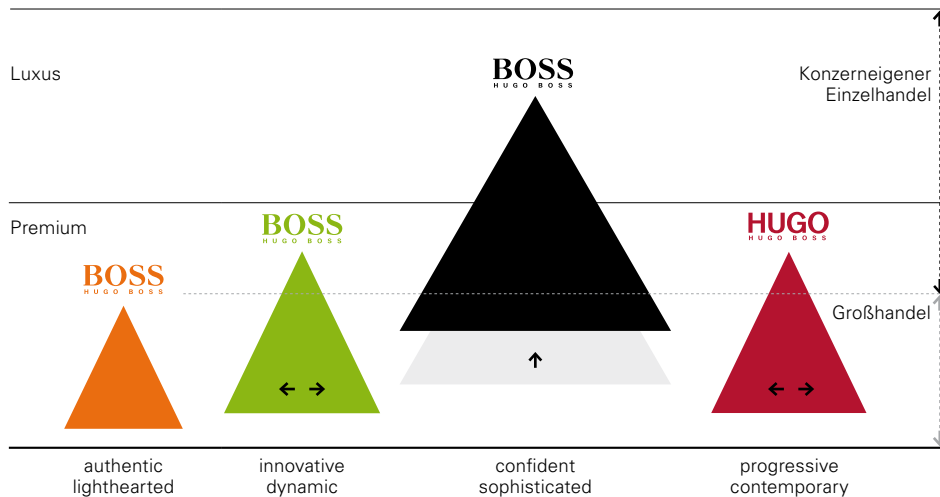 Luxus
BOSS
HUGO BOSS
Konzerneigener
Einzelhandel
Premium
BOSS
HUGO BOSS
HUGO
HUGO BOSS
BOSS
HUGO BOSS
Großhandel
authentic
lighthearted
innovative
dynamic
confident
sophisticated
progressive
contemporary